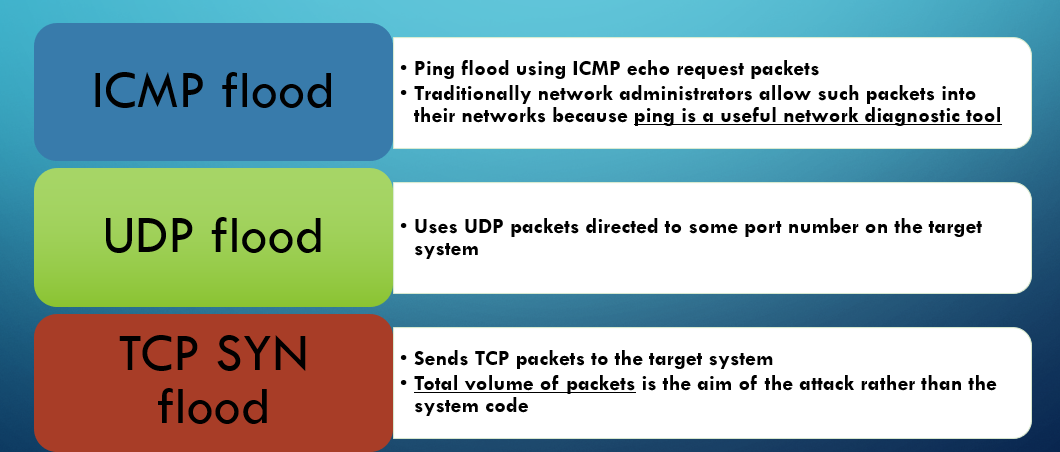 ICMP flood
• Ping flood using ICMP echo request packets
• Traditionally network administrators allow such packets into
their networks because ping is a useful network diagnostic tool
UDP flood
• Uses UDP packets directed to some port number on the target
system
TCP SYN
flood
• Sends TCP packets to the target system
• Total volume of packets is the aim of the attack rather than the
system code